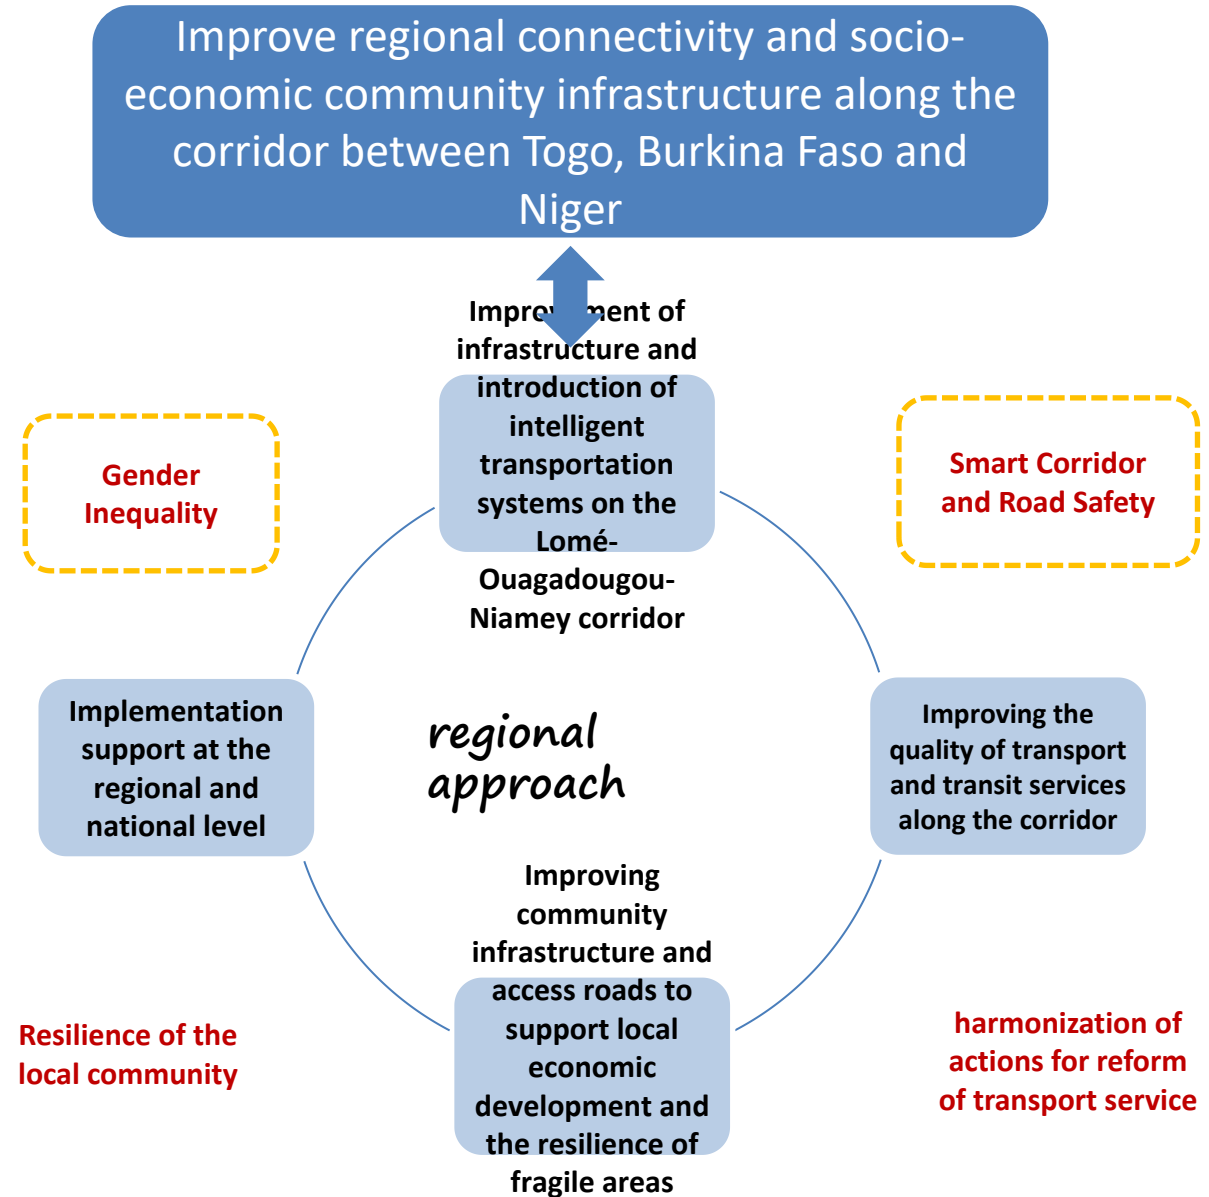 Improve regional connectivity and socio-
economic community infrastructure along the
corridor between Togo, Burkina Faso and
Niger
Improvement of
infrastructure and
introduction of
intelligent
transportation
systems on the
Lomé-
Ouagadougou-
Niamey corridor
Gender
Inequality
Smart Corridor
and Road Safety
Implementation
support at the
regional and
national level
regional
approach
Improving the
quality of transport
and transit services
along the corridor
Improving
community
infrastructure and
access roads to
support local
economic
development and
the resilience of
fragile areas
Resilience of the
local community
harmonization of
actions for reform
of transport service